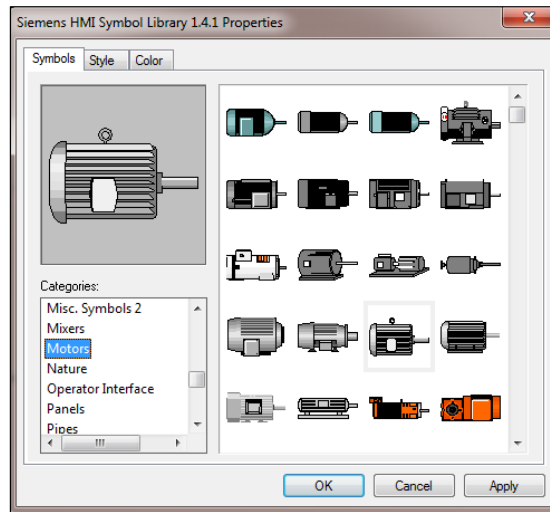 Siemens HMI Symbol Library 1.4.1 Properties
Symbols Style Color
Categories:
Misc. Symbols 2
Mixers
Motors
Nature
Operator Interface
Panels
Pipes
OK Cancel Apply